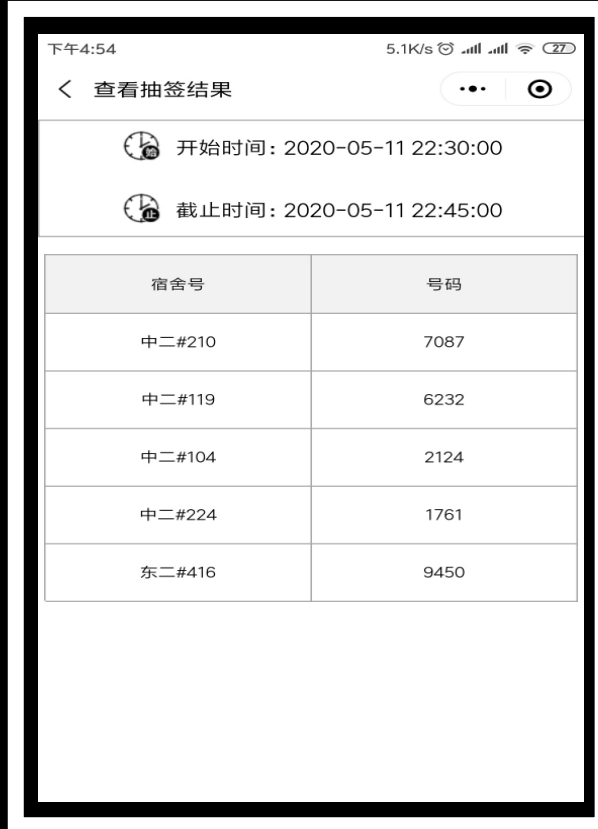 下午4:54 5.1K/s 27
查看抽签结果
始 开始时间：2020-05-11 22:30:00
止 截止时间：2020-05-11 22:45:00
宿舍号 号码
中二#210 7087
中二#119 6232
中二#104 2124
中二#224 1761
东二#416 9450